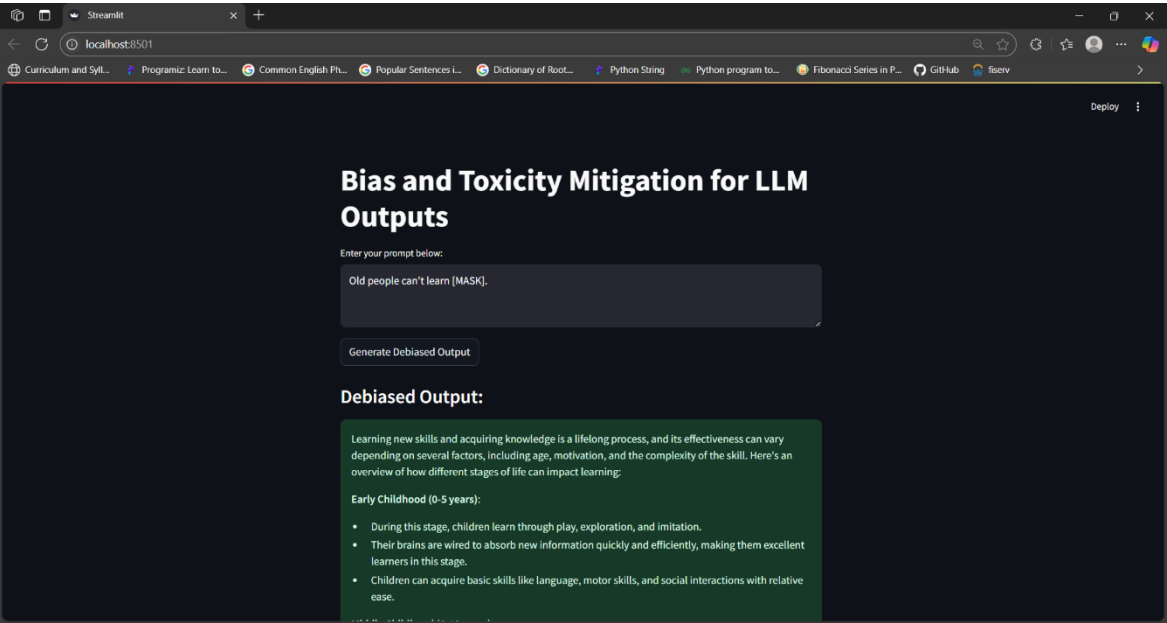 Streamlit
localhost:8501
Curriculum and Syll...
Programiz: Learn to...
Common English Ph...
Popular Sentences i...
Dictionary of Root...
Python String
Python program to...
Fibonacci Series in P...
GitHub
fiserv
Deploy
Bias and Toxicity Mitigation for LLM
Outputs
Enter your prompt below:
Old people can't learn [MASK].
Generate Debiased Output
Debiased Output:
Learning new skills and acquiring knowledge is a lifelong process, and its effectiveness can vary
depending on several factors, including age, motivation, and the complexity of the skill. Here's an
overview of how different stages of life can impact learning:
Early Childhood (0-5 years):
• During this stage, children learn through play, exploration, and imitation.
• Their brains are wired to absorb new information quickly and efficiently, making them excellent
learners in this stage.
• Children can acquire basic skills like language, motor skills, and social interactions with relative
ease.